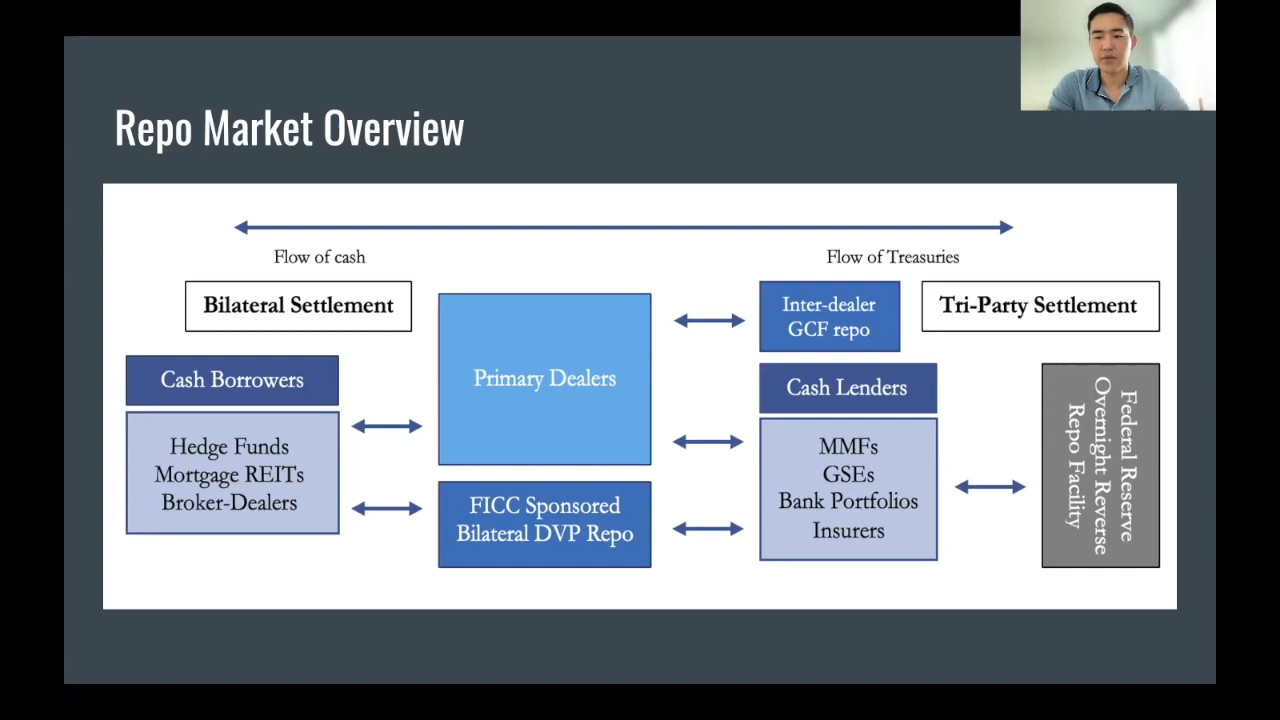 Repo Market Overview
Flow of cash
Flow of Treasuries
Bilateral Settlement
Inter-dealer
GCF repo
Tri-Party Settlement
Primary Dealers
Cash Borrowers
Cash Lenders
Hedge Funds
Mortgage REITs
Broker-Dealers
MMFs
GSEs
Bank Portfolios
Insurers
FICC Sponsored
Bilateral DVP Repo
Federal Reserve
Overnight Reverse
Repo Facility